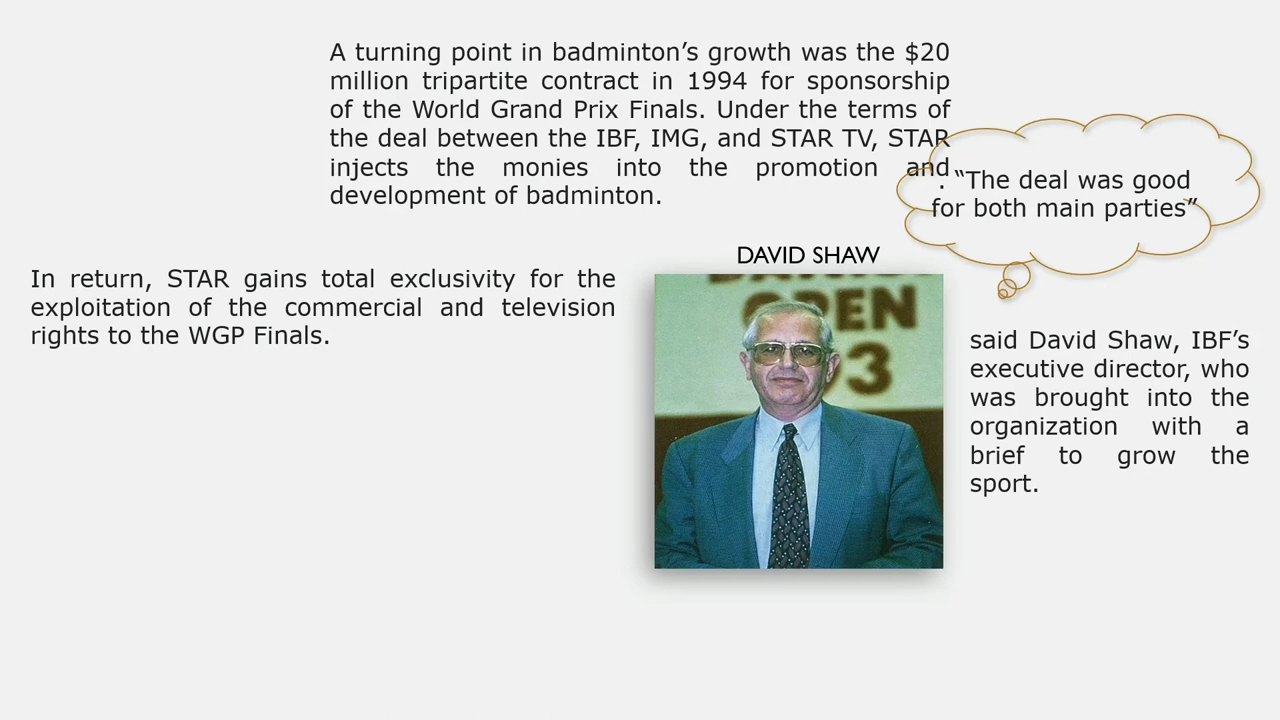 A turning point in badminton’s growth was the $20
million tripartite contract in 1994 for sponsorship
of the World Grand Prix Finals. Under the terms of
the deal between the IBF, IMG, and STAR TV, STAR
injects the monies into the promotion and
development of badminton.
. “The deal was good
for both main parties”
In return, STAR gains total exclusivity for the
exploitation of the commercial and television
rights to the WGP Finals.
DAVID SHAW
OPEN
said David Shaw, IBF’s
executive director, who
was brought into the
organization with a
brief to grow the
sport.